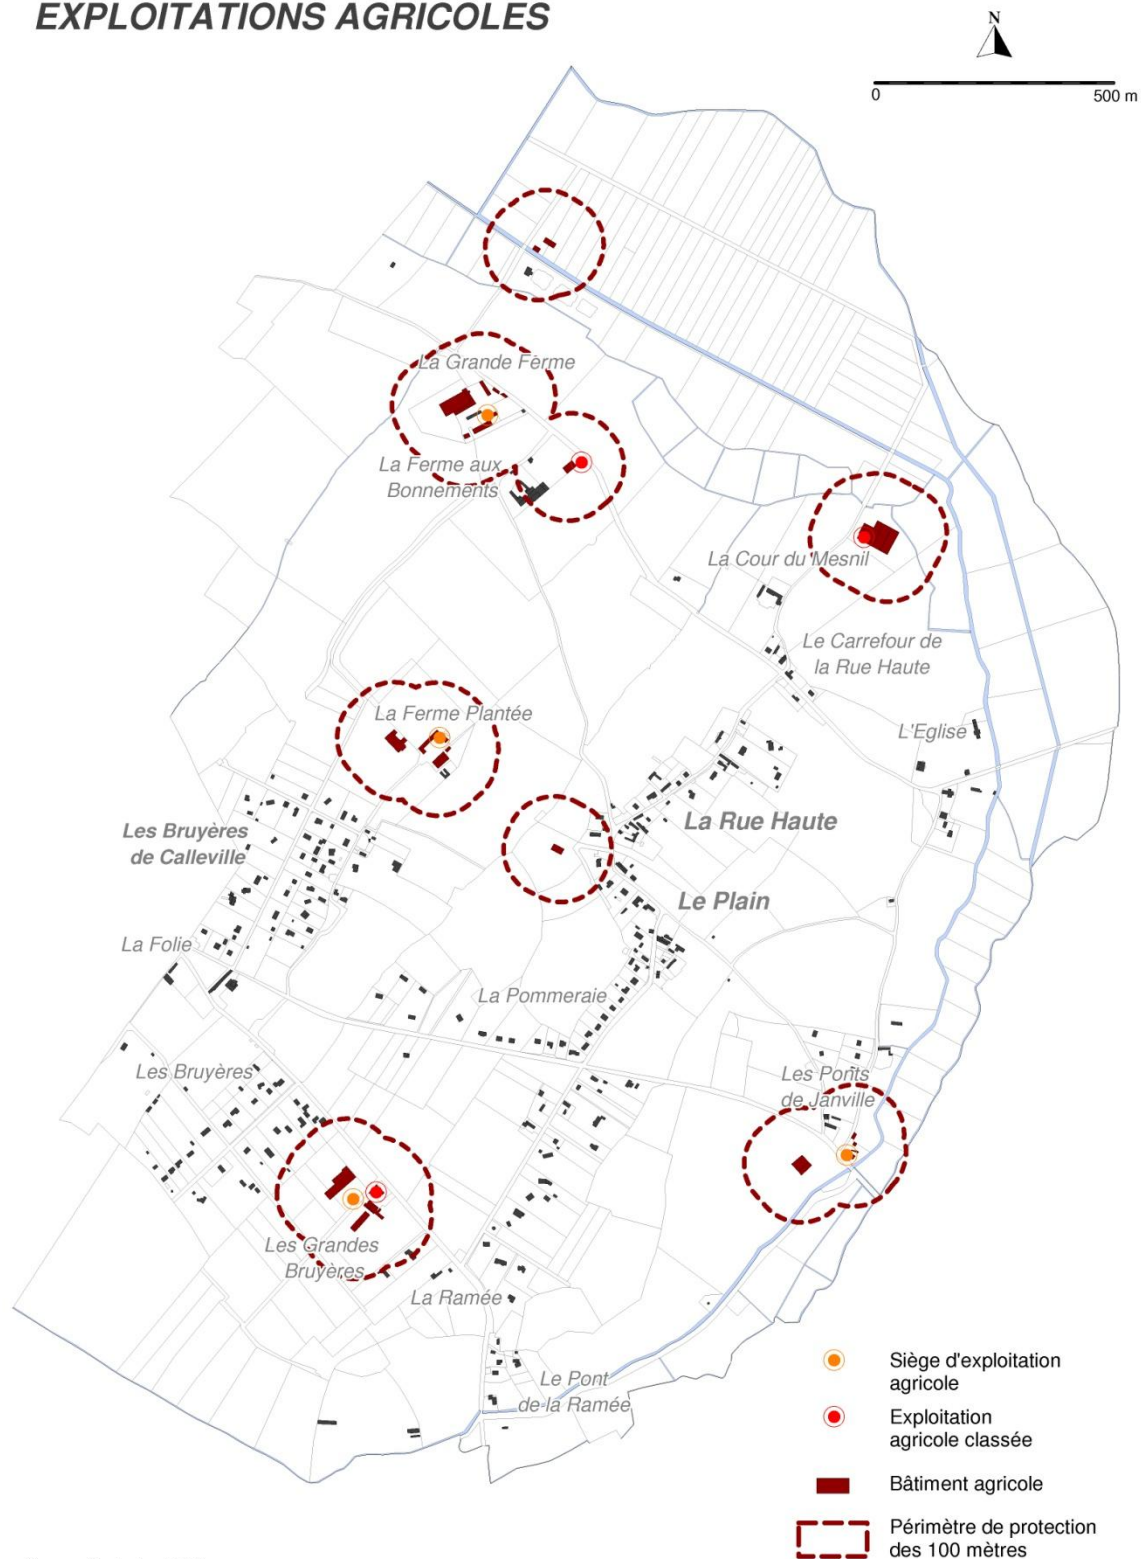 EXPLOITATIONS AGRICOLES
N
0
500 m
La Grande Ferme
La Ferme aux
Bonnements
La Cour du Mesnil
Le Carrefour de
la Rue Haute
La Ferme Plantée
L'Eglise
La Rue Haute
Les Bruyères
de Calleville
Le Plain
La Folie
La Pommeraie
Les Bruyères
Les Ponts
de Janville
Les Grandes
Bruyères
La Ramée
Le Pont
de la Ramée
Siège d'exploitation
agricole
Exploitation
agricole classée
Bâtiment agricole
Périmètre de protection
des 100 mètres